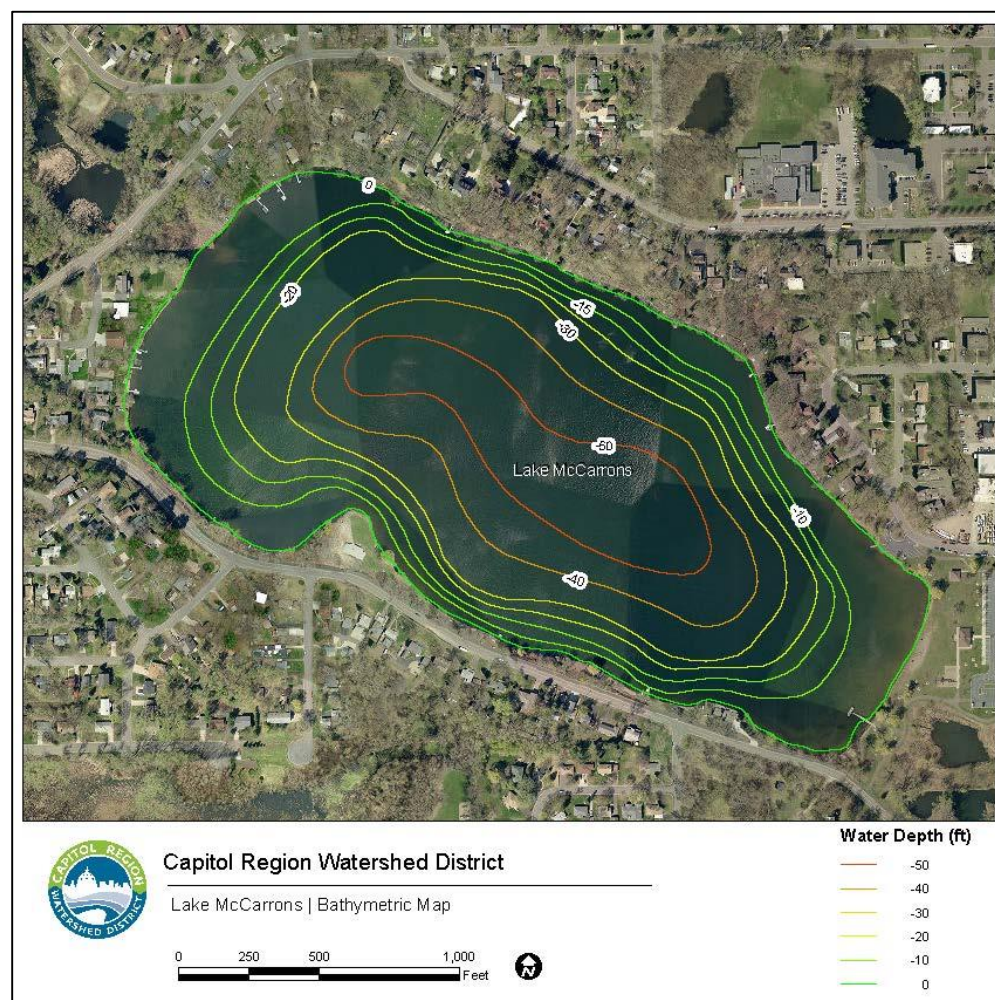 0
-15
-20
-30
-50
Lake McCarrons
-10
-40
CAPITOL REGION
WATERSHED DISTRICT
Capitol Region Watershed District
Lake McCarrons | Bathymetric Map
0 250 500 1,000
Feet
N
Water Depth (ft)
-50
-40
-30
-20
-10
0